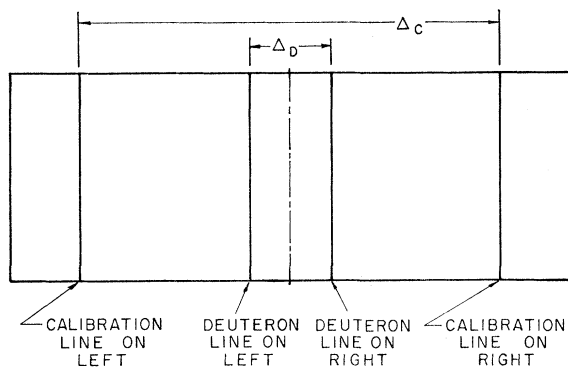 Δ_C
Δ_D
CALIBRATION LINE ON LEFT
DEUTERON LINE ON LEFT
DEUTERON LINE ON RIGHT
CALIBRATION LINE ON RIGHT